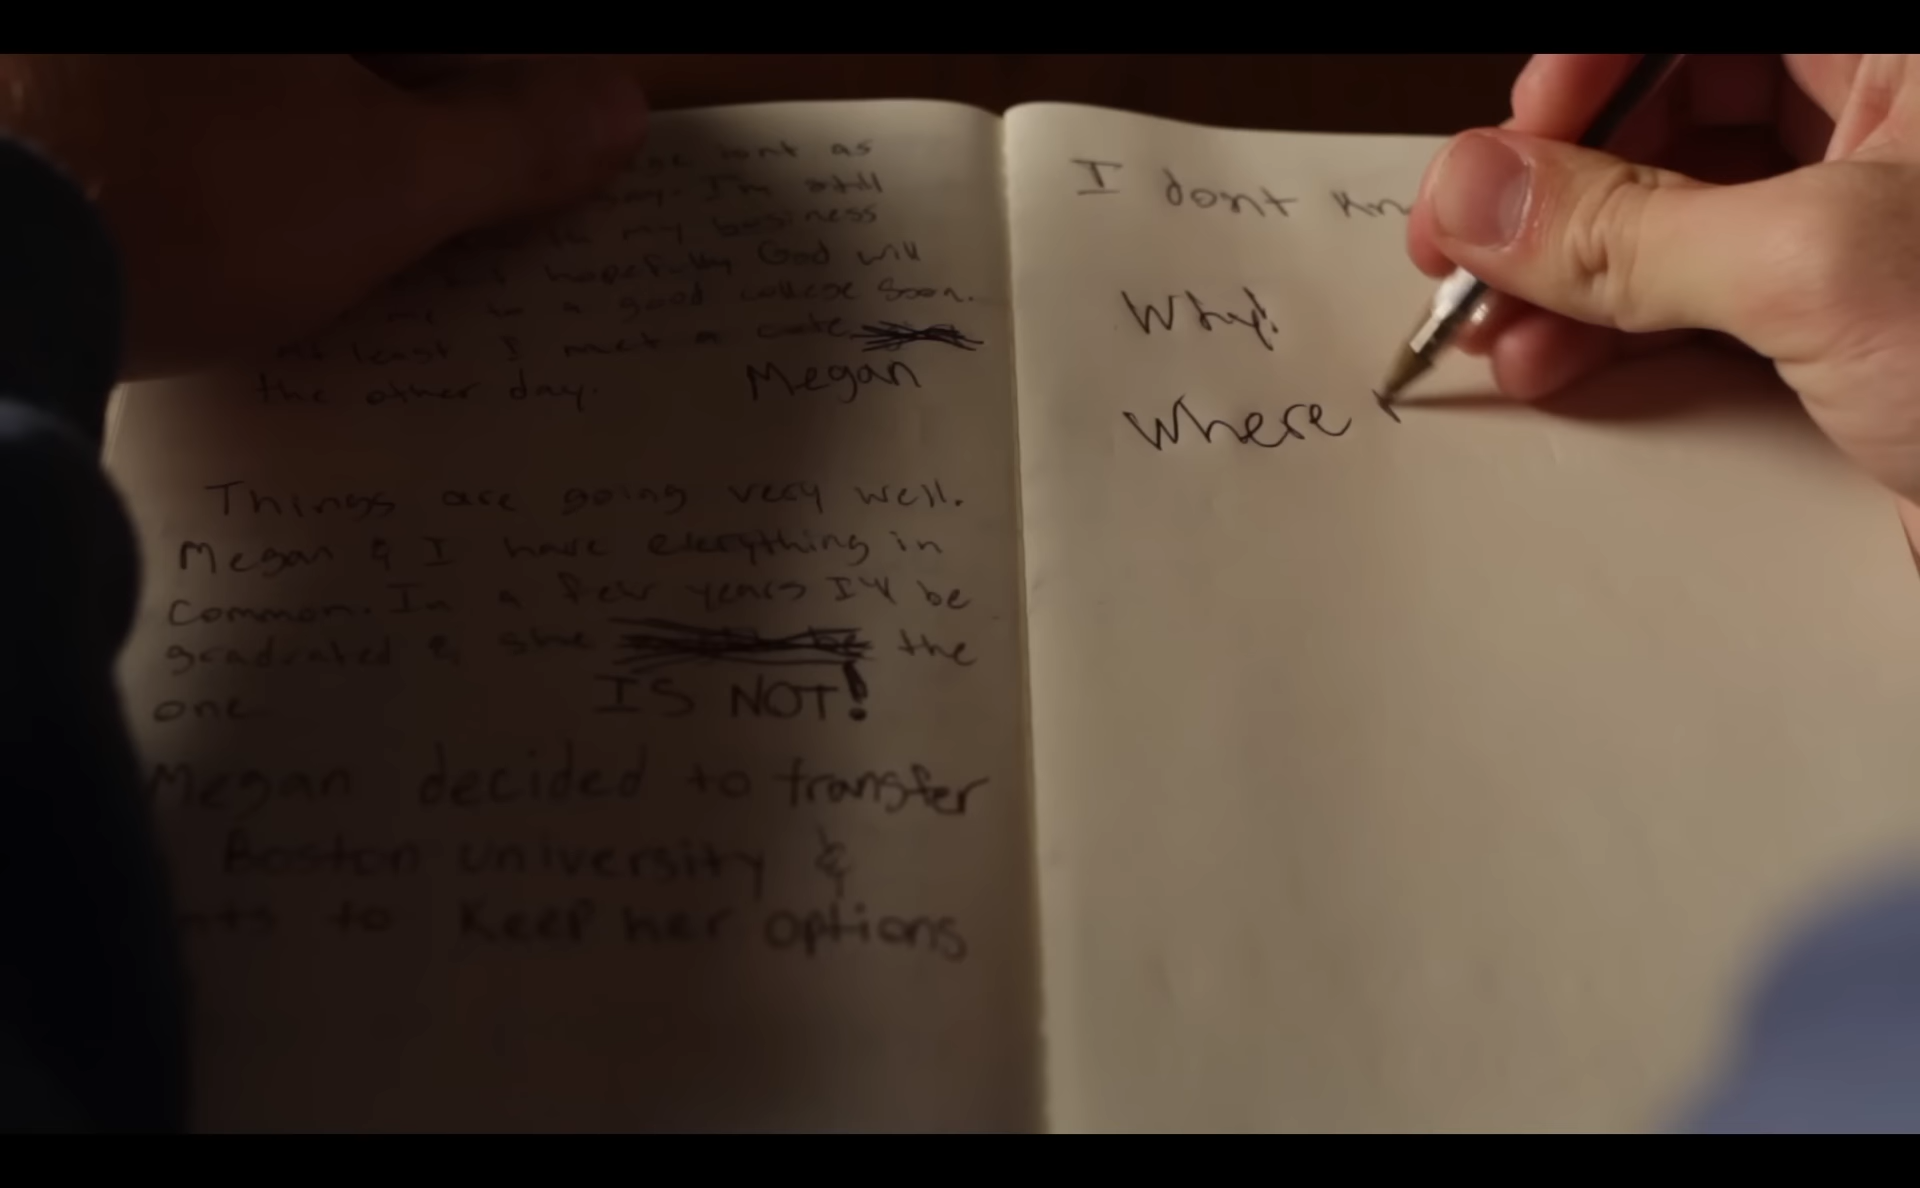 isnt as
I'm still
my business
hopefully God will
to a good college soon.
At least I met a cute
the other day. Megan
Things are going very well.
Megan & I have everything in
common. In a few years I'll be
graduated & she the
one IS NOT!
Megan decided to transfer
Boston University &
to Keep her options
I dont kn
Why!
Where